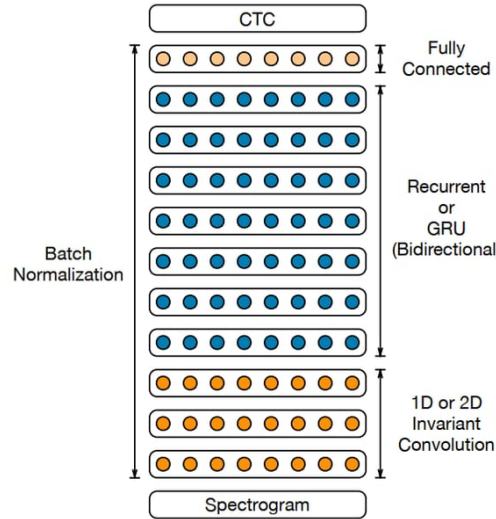 CTC
Fully
Connected
Recurrent
or
GRU
(Bidirectional
Batch
Normalization
1D or 2D
Invariant
Convolution
Spectrogram